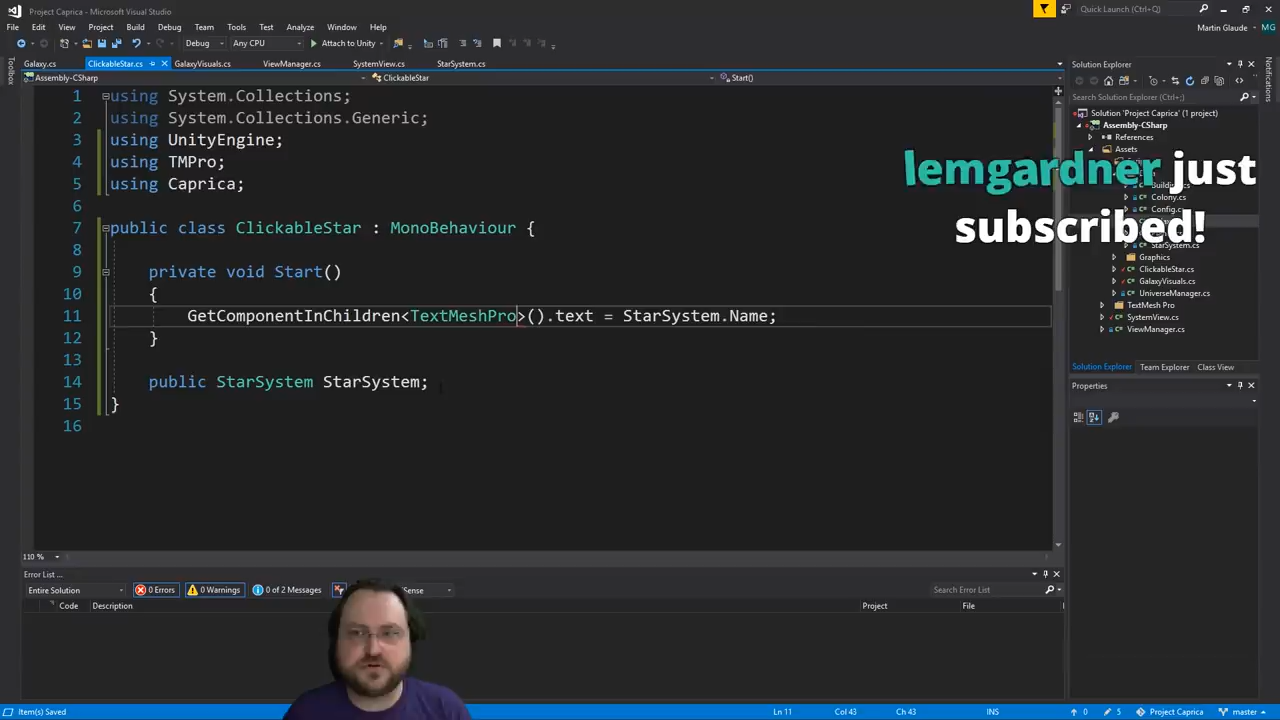 Project Caprica - Microsoft Visual Studio
Quick Launch (Ctrl+Q)
File Edit View Project Build Debug Team Tools Test Analyze Window Help
Martin Glaude MG
Debug Any CPU Attach to Unity
Toolbox
Galaxy.cs ClickableStar.cs GalaxyVisuals.cs ViewManager.cs SystemView.cs StarSystem.cs
Assembly-CSharp ClickableStar Start()
1 using System.Collections;
2 using System.Collections.Generic;
3 using UnityEngine;
4 using TMPro;
5 using Caprica;
6
7 public class ClickableStar : MonoBehaviour {
8
9 private void Start()
10 {
11 GetComponentInChildren<TextMeshPro>().text = StarSystem.Name;
12 }
13
14 public StarSystem StarSystem;
15 }
16
110 %
Solution Explorer
Notifications
Search Solution Explorer (Ctrl+;)
Solution 'Project Caprica' (1 project)
Assembly-CSharp
References
Assets
lemgardner just
subscribed!
Colony.cs
Config.cs
StarSystem.cs
Graphics
ClickableStar.cs
GalaxyVisuals.cs
UniverseManager.cs
TextMesh Pro
SystemView.cs
ViewManager.cs
Solution Explorer Team Explorer Class View
Properties
Error List ...
Entire Solution 0 Errors 0 Warnings 0 of 2 Messages
Search Error List
Code Description Project File
Item(s) Saved Ln 11 Col 43 Ch 43 INS 0 5 Project Caprica master